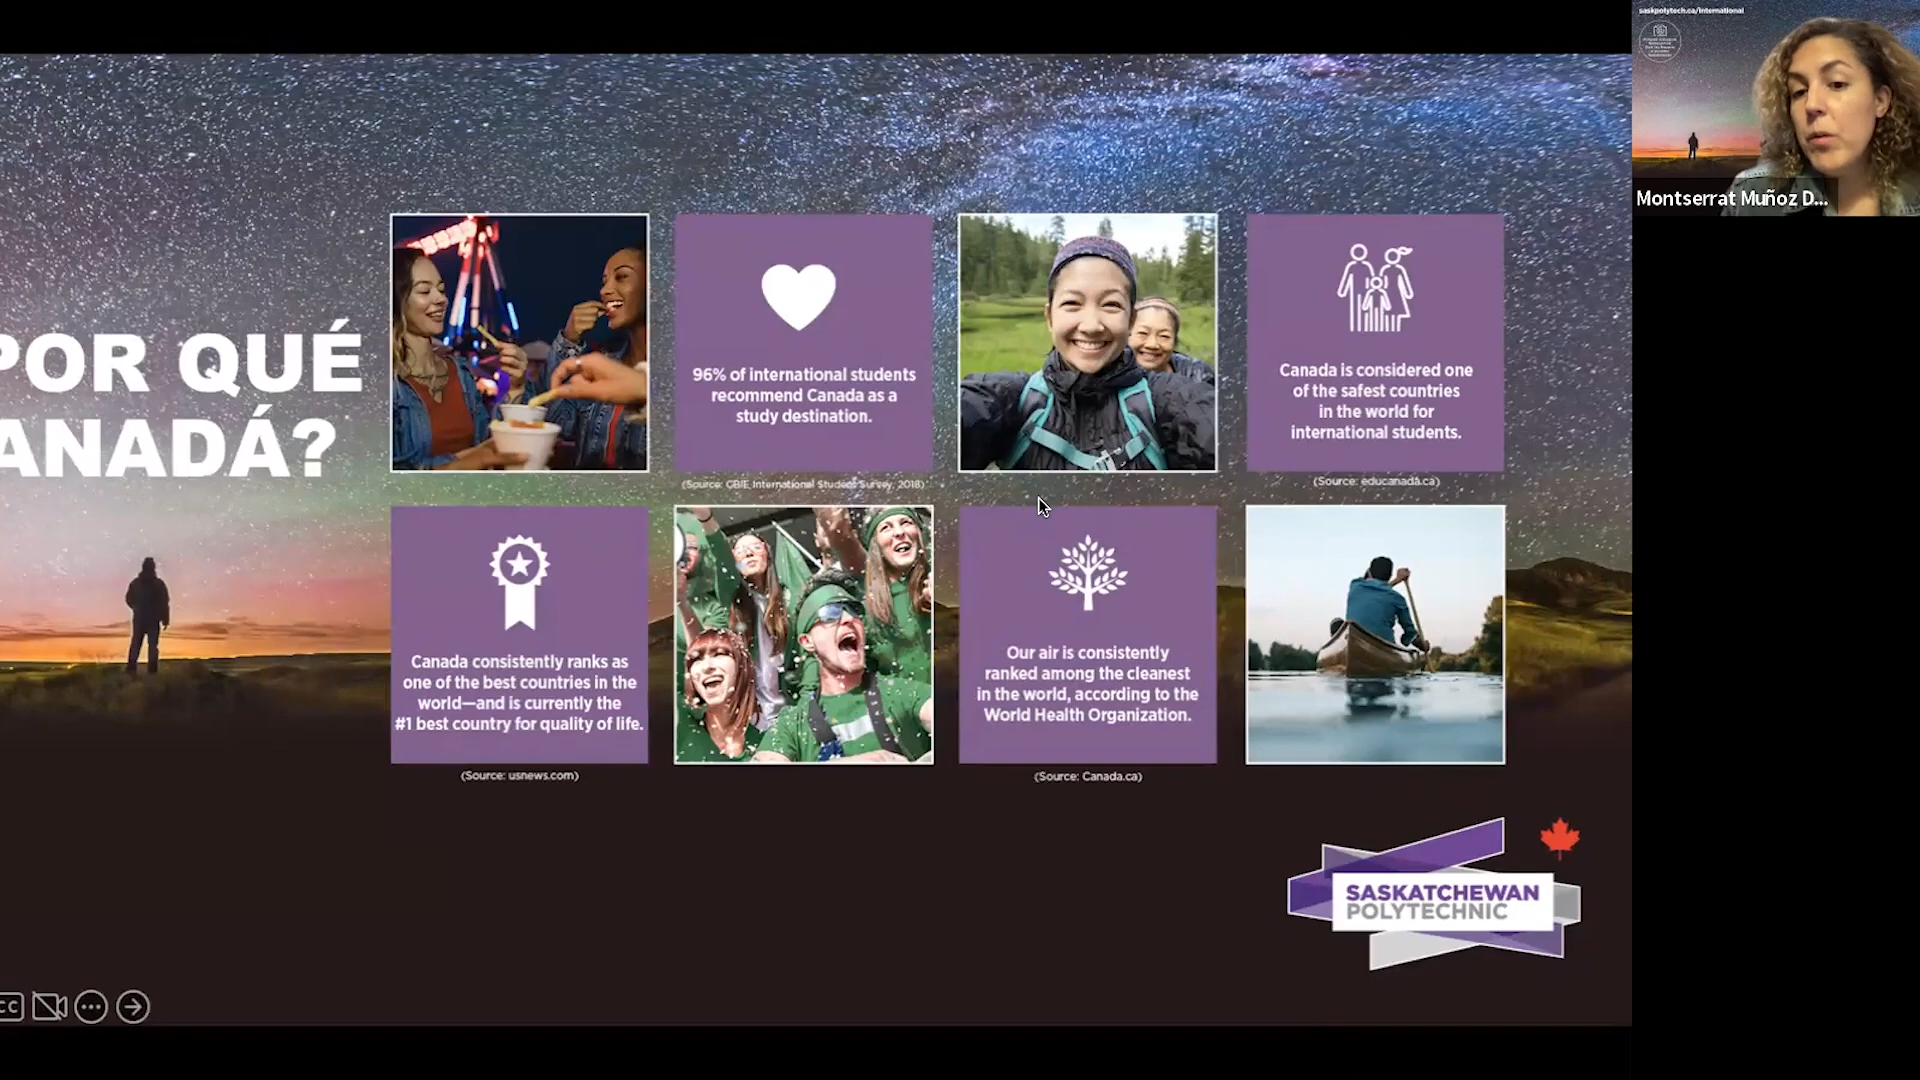 POR QUÉ
ANADÁ?
96% of international students
recommend Canada as a
study destination.
(Source: CBIE, International Student Survey, 2018)
Canada is considered one
of the safest countries
in the world for
international students.
(Source: educanada.ca)
Canada consistently ranks as
one of the best countries in the
world—and is currently the
#1 best country for quality of life.
(Source: usnews.com)
Our air is consistently
ranked among the cleanest
in the world, according to the
World Health Organization.
(Source: Canada.ca)
SASKATCHEWAN
POLYTECHNIC
CC
saskpolytech.ca/international
Montserrat Muñoz D...